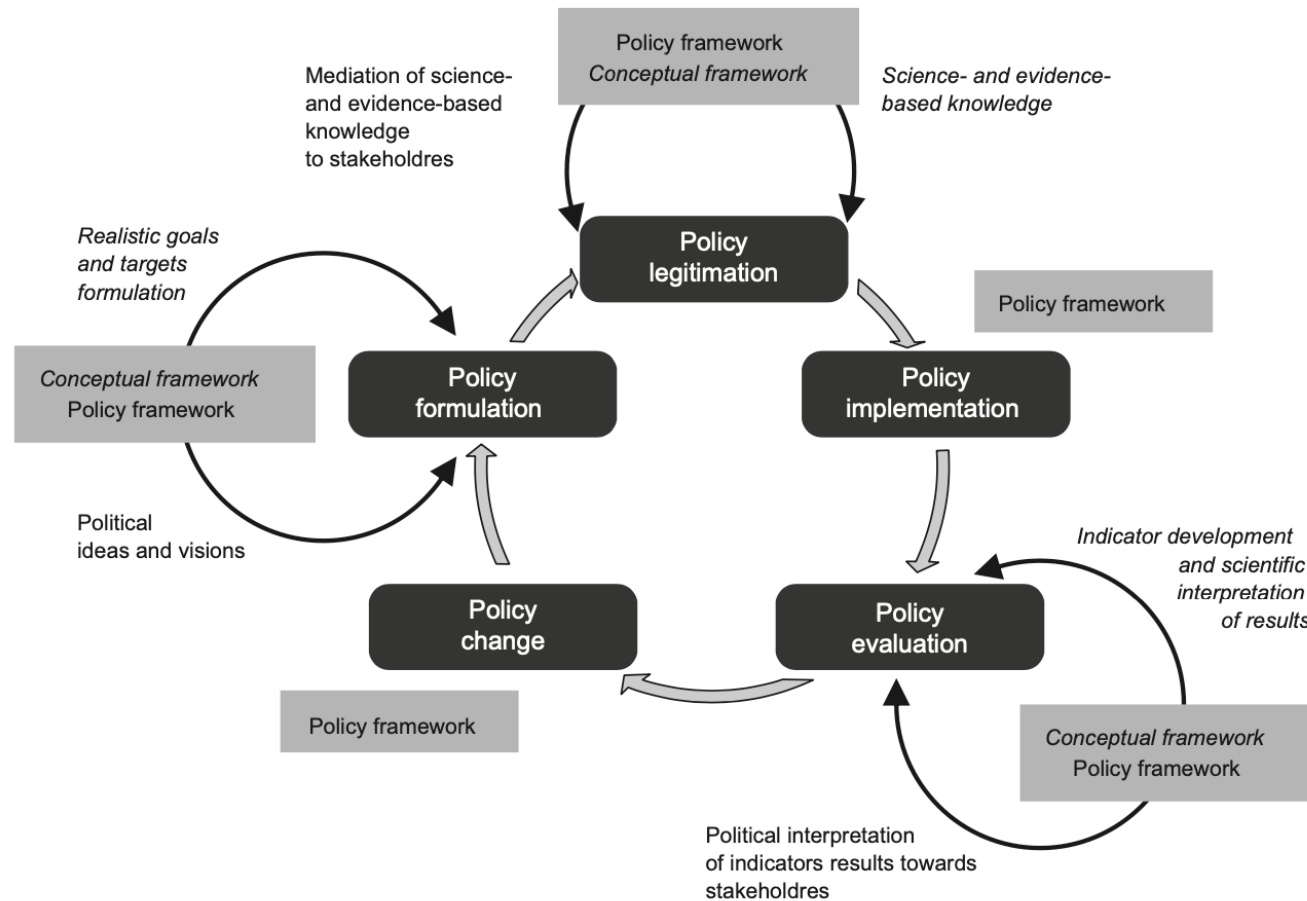 Policy framework
Conceptual framework
Mediation of science-
and evidence-based
knowledge
to stakeholdres
Science- and evidence-
based knowledge
Policy
legitimation
Realistic goals
and targets
formulation
Policy framework
Conceptual framework
Policy framework
Policy
formulation
Policy
implementation
Political
ideas and visions
Indicator development
and scientific
interpretation
of results
Policy
change
Policy
evaluation
Policy framework
Conceptual framework
Policy framework
Political interpretation
of indicators results towards
stakeholdres